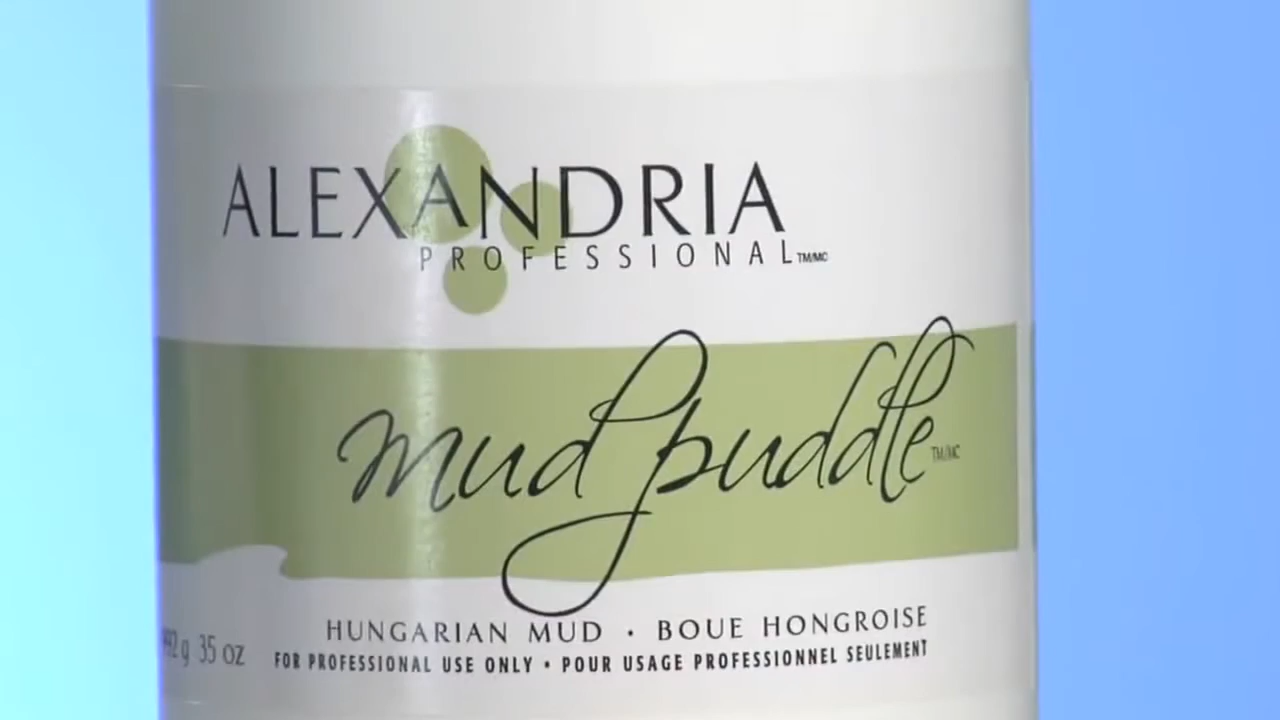 ALEXANDRIA
PROFESSIONAL TM/MC
mud puddle TM/MC
HUNGARIAN MUD • BOUE HONGROISE
35 oz
FOR PROFESSIONAL USE ONLY • POUR USAGE PROFESSIONNEL SEULEMENT